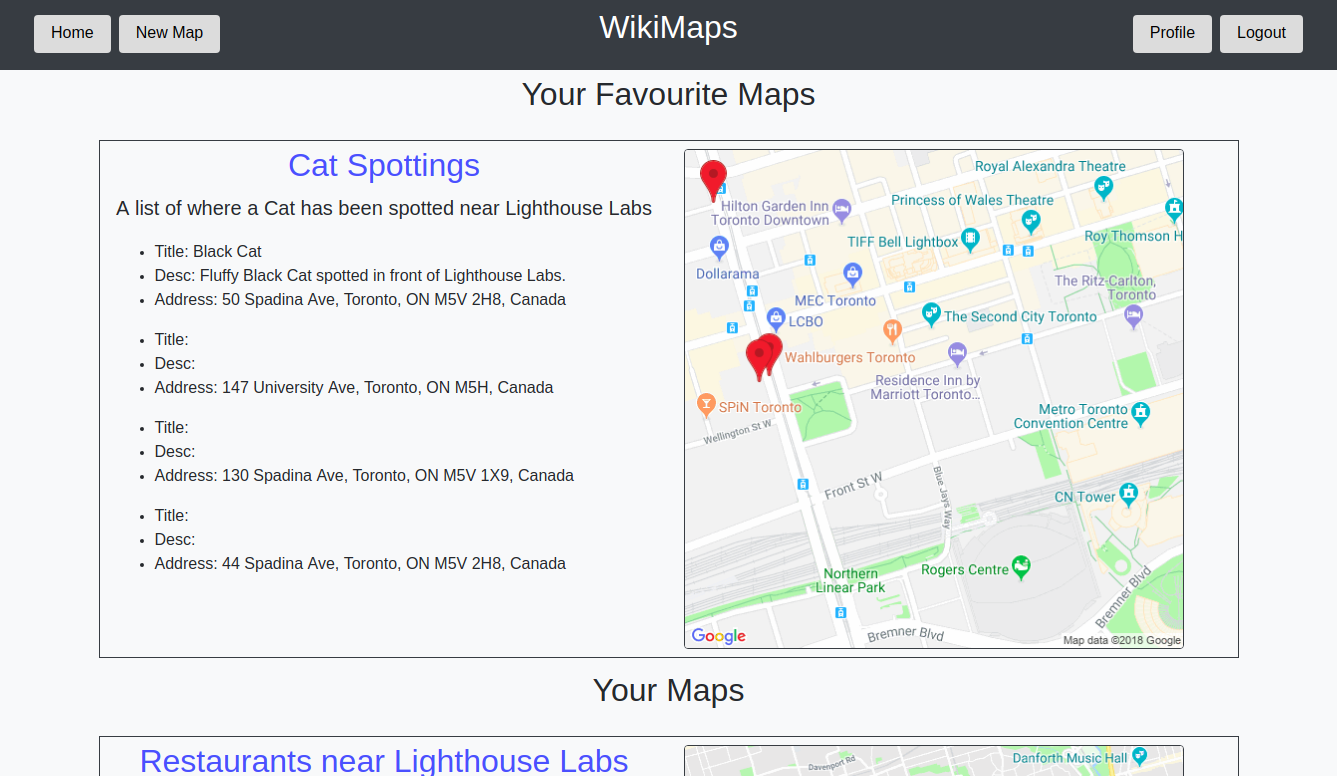 Home
New Map
WikiMaps
Profile
Logout
Your Favourite Maps
Cat Spottings
A list of where a Cat has been spotted near Lighthouse Labs
Title: Black Cat
Desc: Fluffy Black Cat spotted in front of Lighthouse Labs.
Address: 50 Spadina Ave, Toronto, ON M5V 2H8, Canada
Title:
Desc:
Address: 147 University Ave, Toronto, ON M5H, Canada
Title:
Desc:
Address: 130 Spadina Ave, Toronto, ON M5V 1X9, Canada
Title:
Desc:
Address: 44 Spadina Ave, Toronto, ON M5V 2H8, Canada
Royal Alexandra Theatre
Hilton Garden Inn
Toronto Downtown
Princess of Wales Theatre
TIFF Bell Lightbox
Roy Thomson H
Dollarama
MEC Toronto
The Ritz-Carlton,
Toronto
LCBO
The Second City Toronto
Wahlburgers Toronto
Residence Inn by
Marriott Toronto...
SPiN Toronto
Wellington St W
Metro Toronto
Convention Centre
Front St W
Blue Jays Way
CN Tower
Northern
Linear Park
Rogers Centre
Bremner Blvd
Bremner Blvd
Google
Map data ©2018 Google
Your Maps
Restaurants near Lighthouse Labs
Davenport Rd
Danforth Music Hall